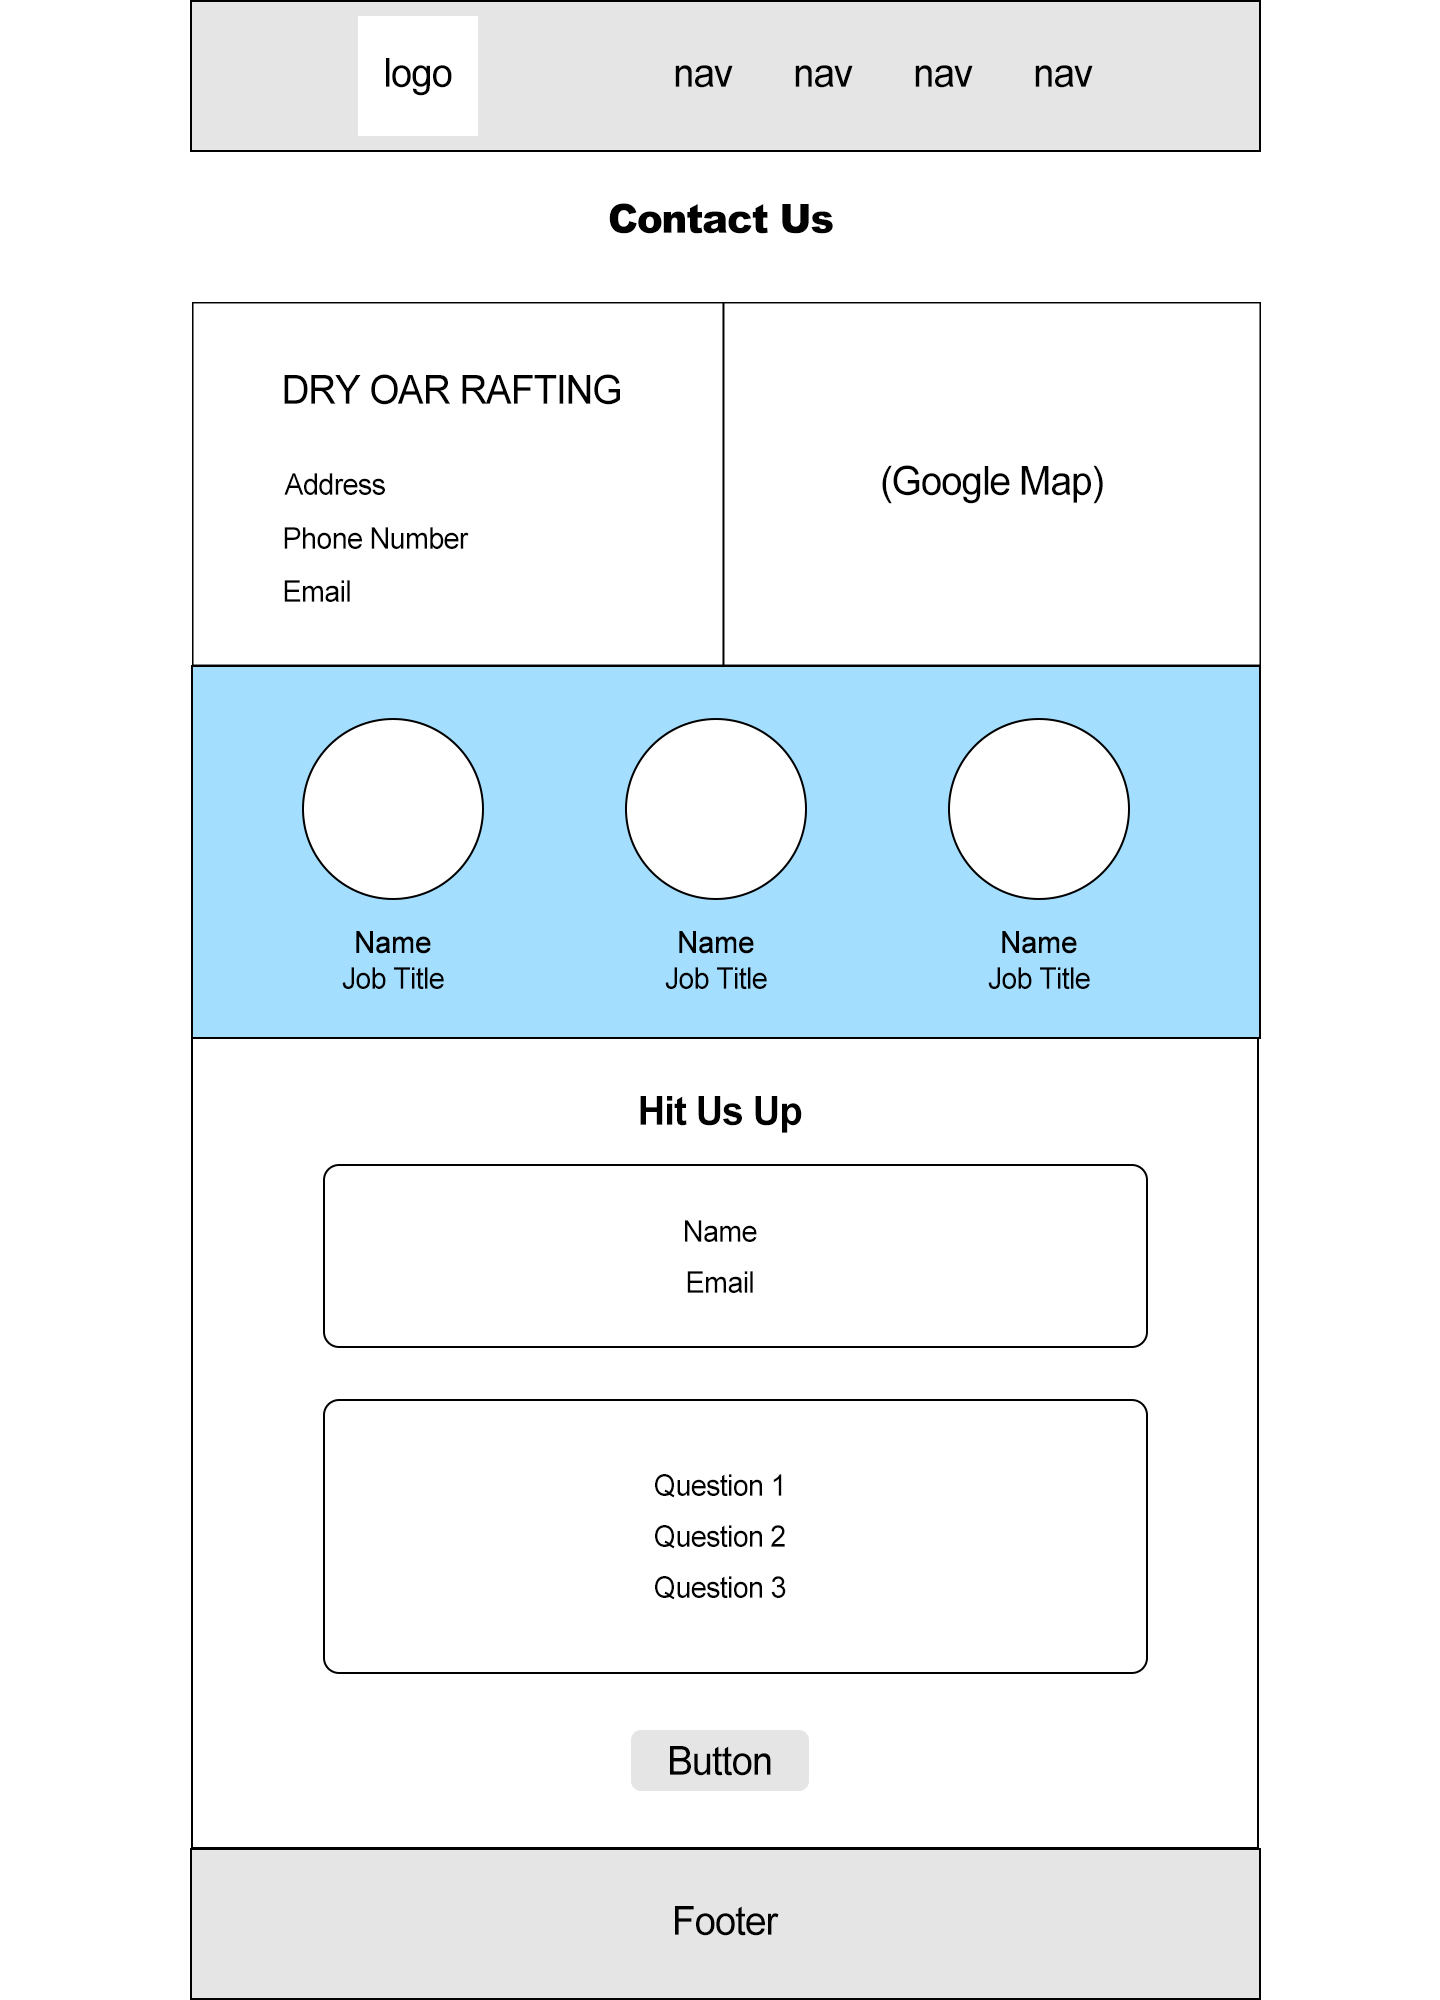 logo nav nav nav nav
Contact Us
DRY OAR RAFTING
Address
Phone Number
Email
(Google Map)
Name Name Name
Job Title Job Title Job Title
Hit Us Up
Name
Email
Question 1
Question 2
Question 3
Button
Footer